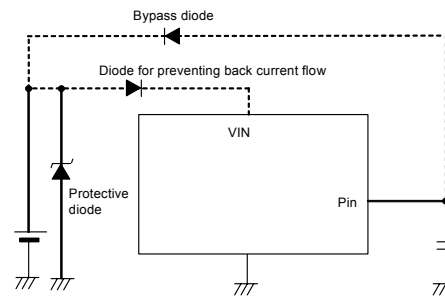 Bypass diode
Diode for preventing back current flow
VIN
Protective
diode
Pin